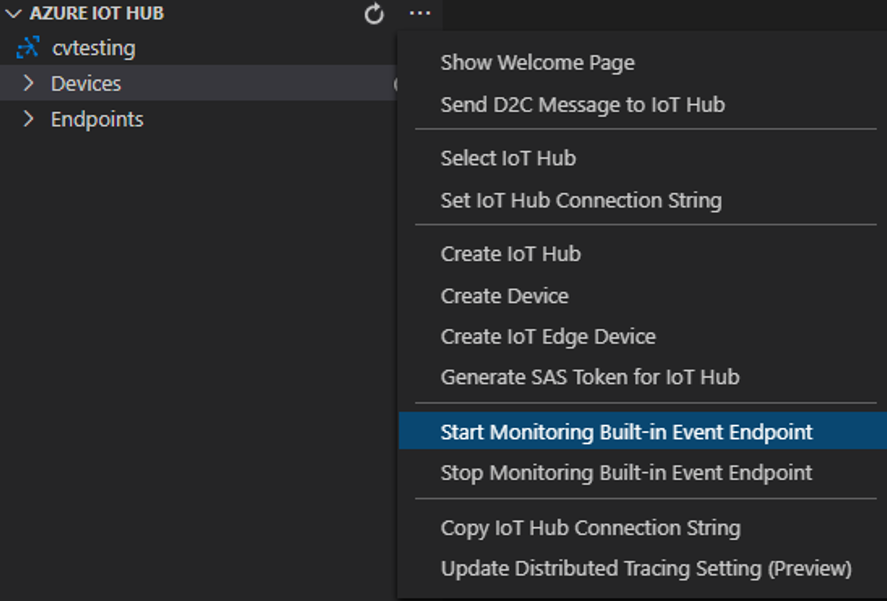 AZURE IOT HUB
cvtesting
Devices
Endpoints
Show Welcome Page
Send D2C Message to IoT Hub
Select IoT Hub
Set IoT Hub Connection String
Create IoT Hub
Create Device
Create IoT Edge Device
Generate SAS Token for IoT Hub
Start Monitoring Built-in Event Endpoint
Stop Monitoring Built-in Event Endpoint
Copy IoT Hub Connection String
Update Distributed Tracing Setting (Preview)